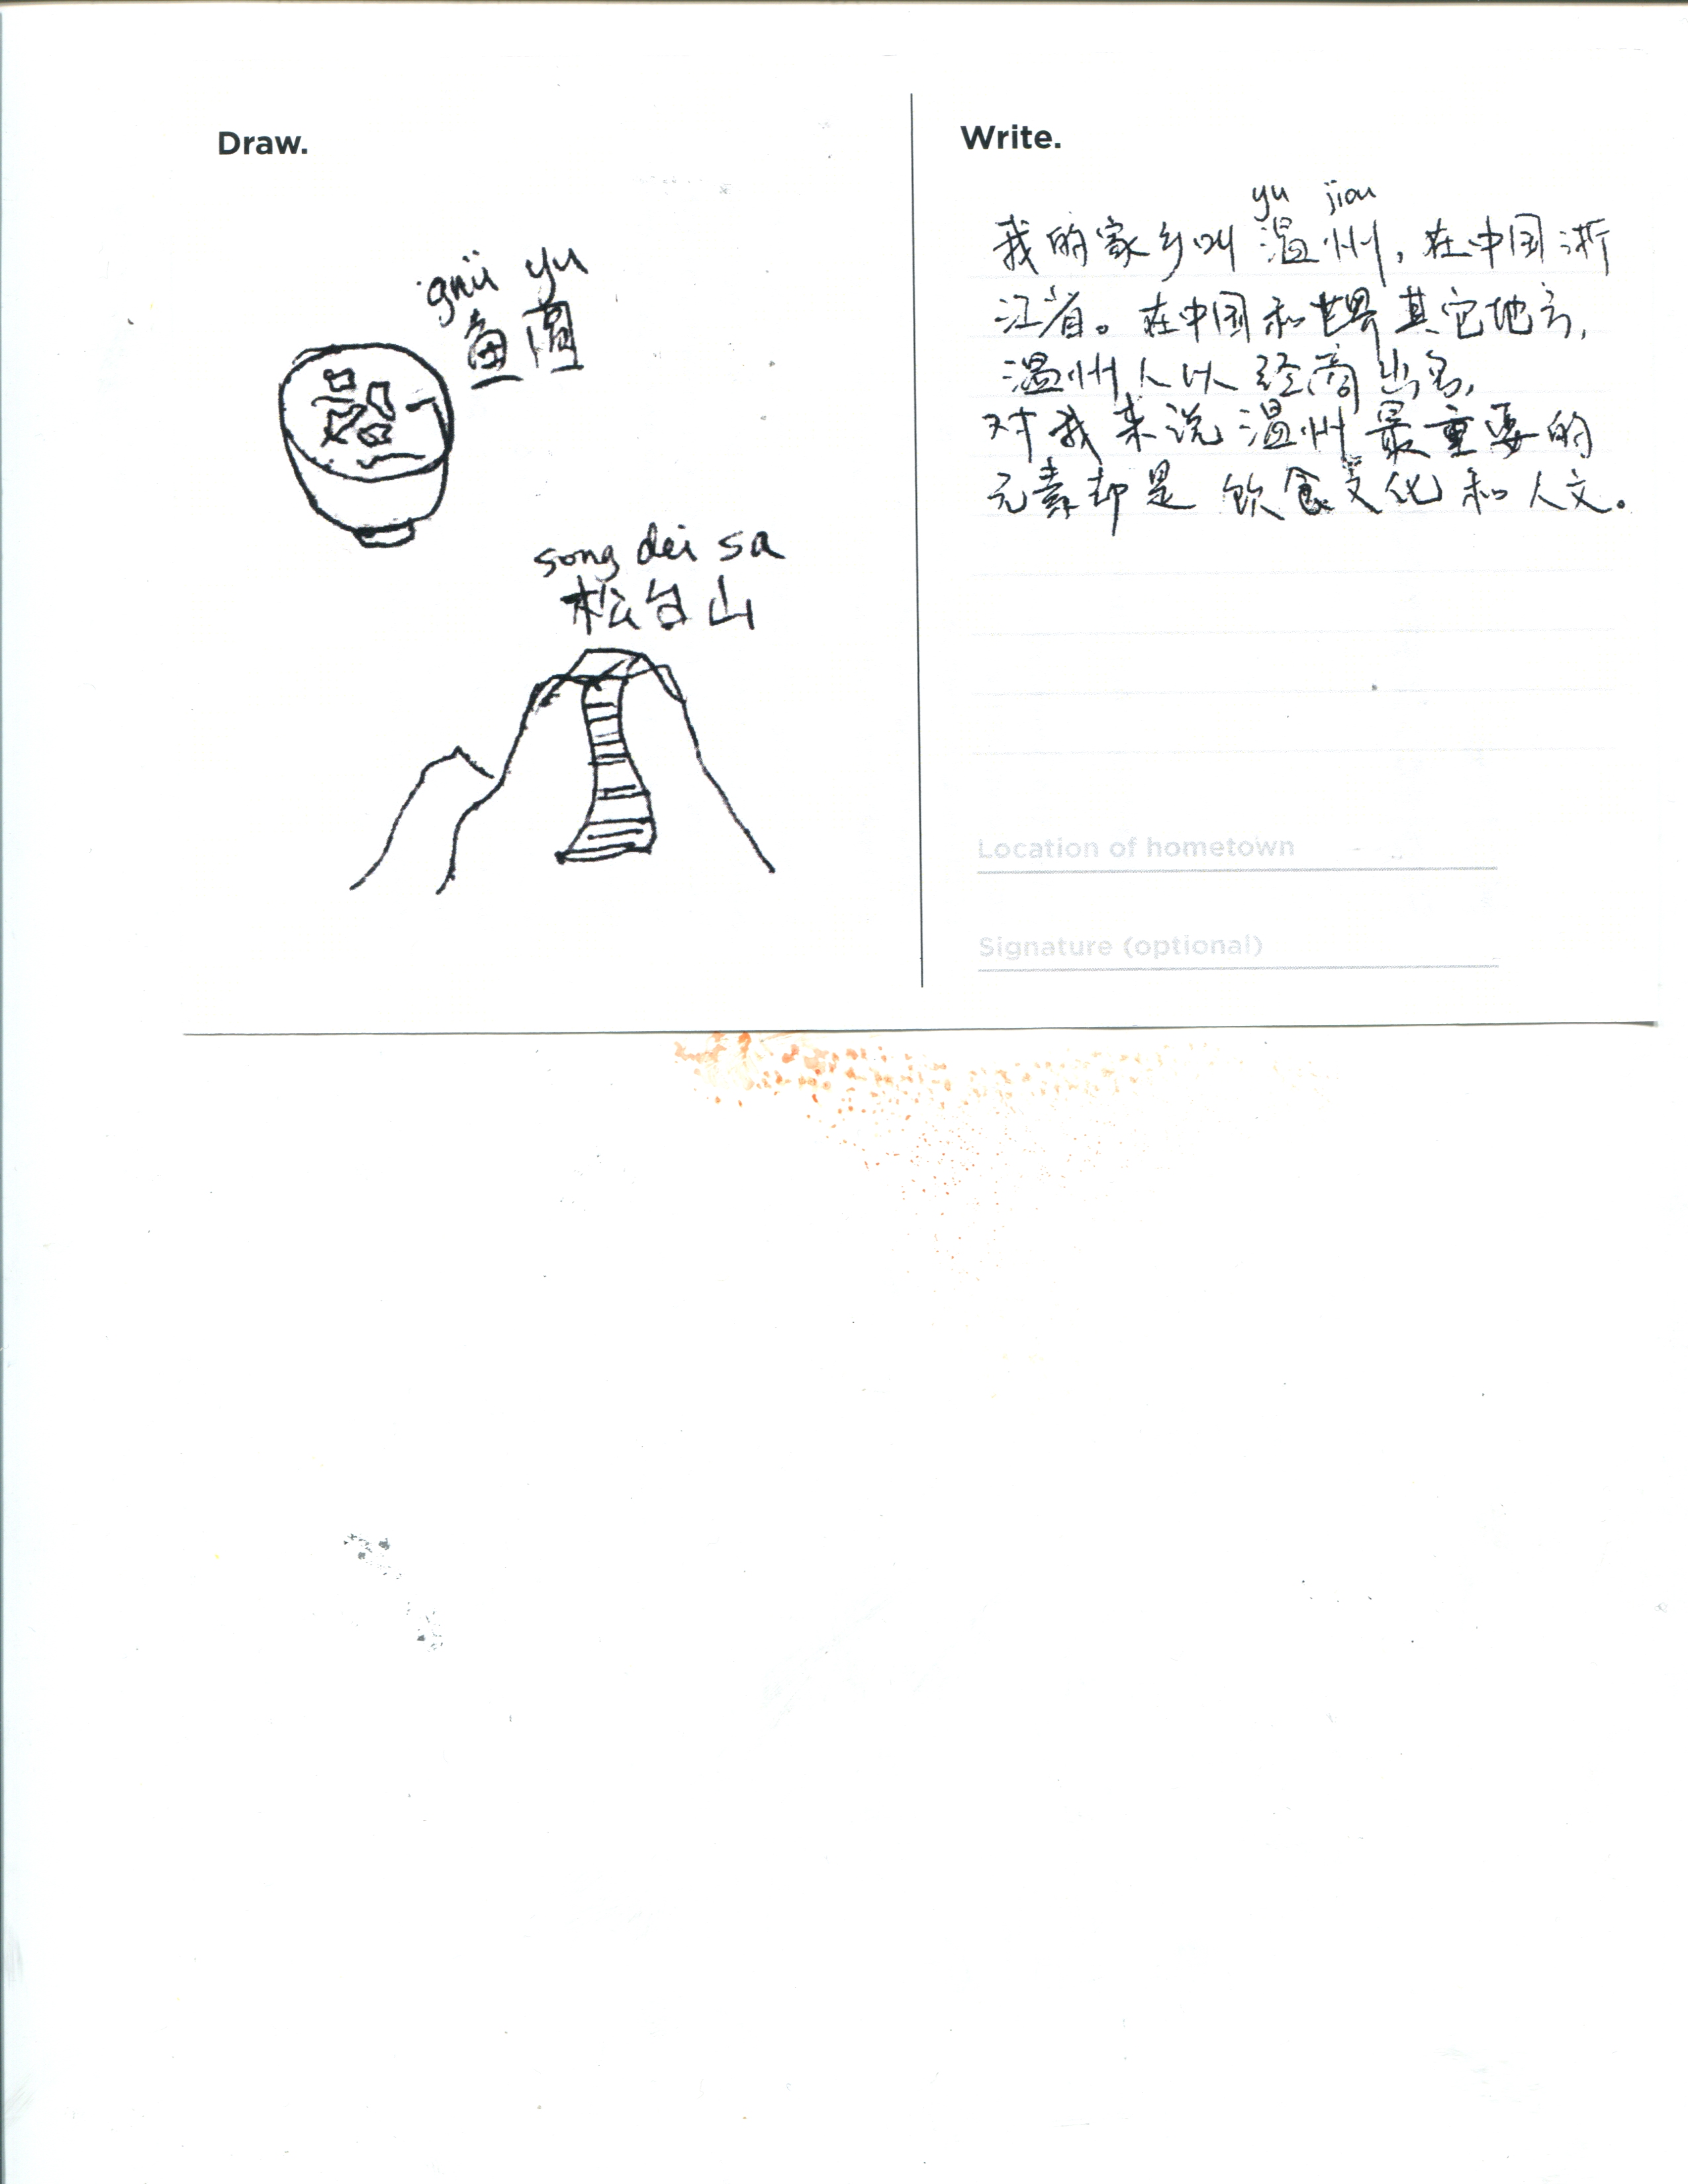 Draw.
gnü yu
鱼圆
song dei sa
松台山
Write.
yu jiou
我的家乡叫温州,在中国浙
江省。在中国和世界其它地方,
温州人以经商出名,
对我来说温州最重要的
元素却是饮食文化和人文。
Location of hometown
Signature (optional)